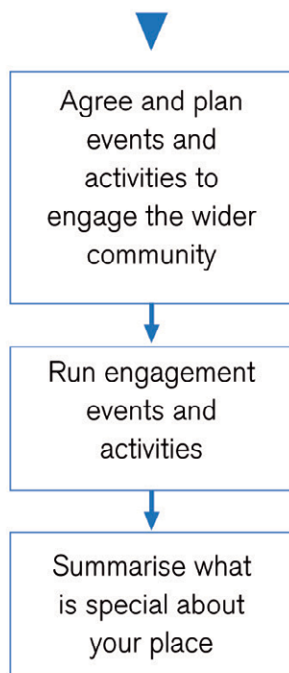 Agree and plan
events and
activities to
engage the wider
community
Run engagement
events and
activities
Summarise what
is special about
your place